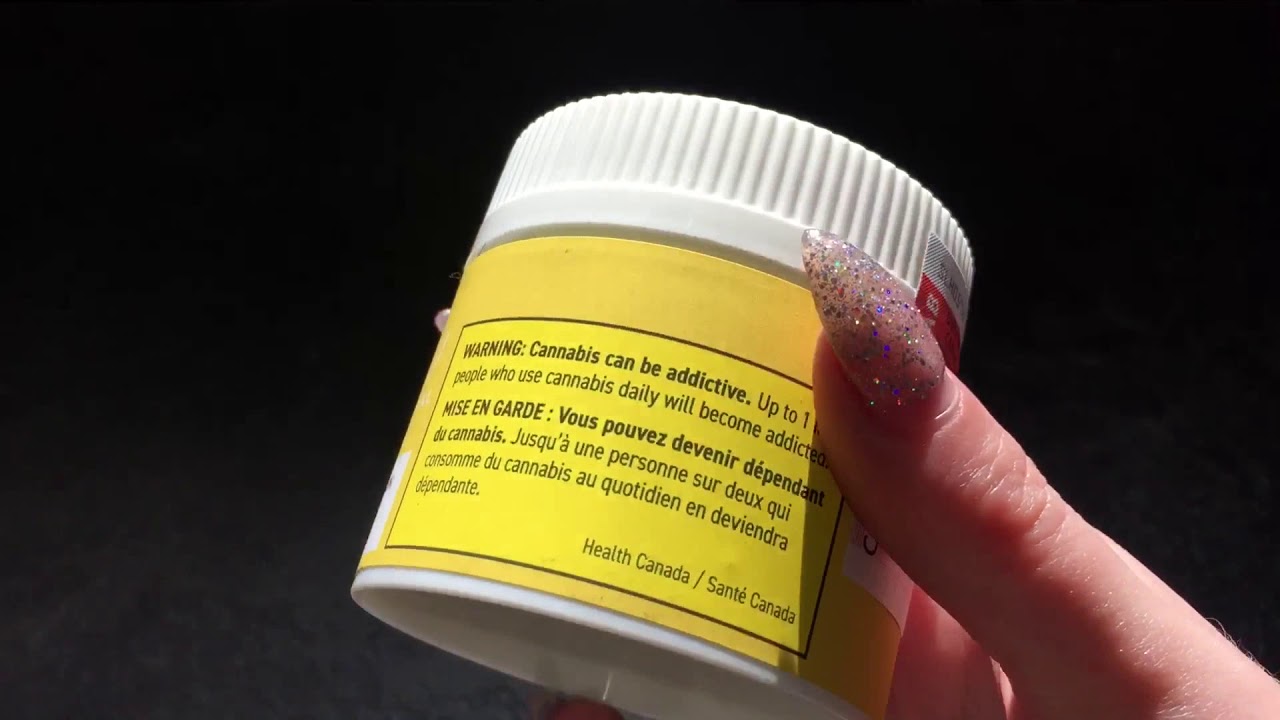 WARNING: Cannabis can be addictive. Up to 1
people who use cannabis daily will become addicted.
MISE EN GARDE : Vous pouvez devenir dépendant
du cannabis. Jusqu'à une personne sur deux qui
consomme du cannabis au quotidien en deviendra
dépendante.
Health Canada / Santé Canada